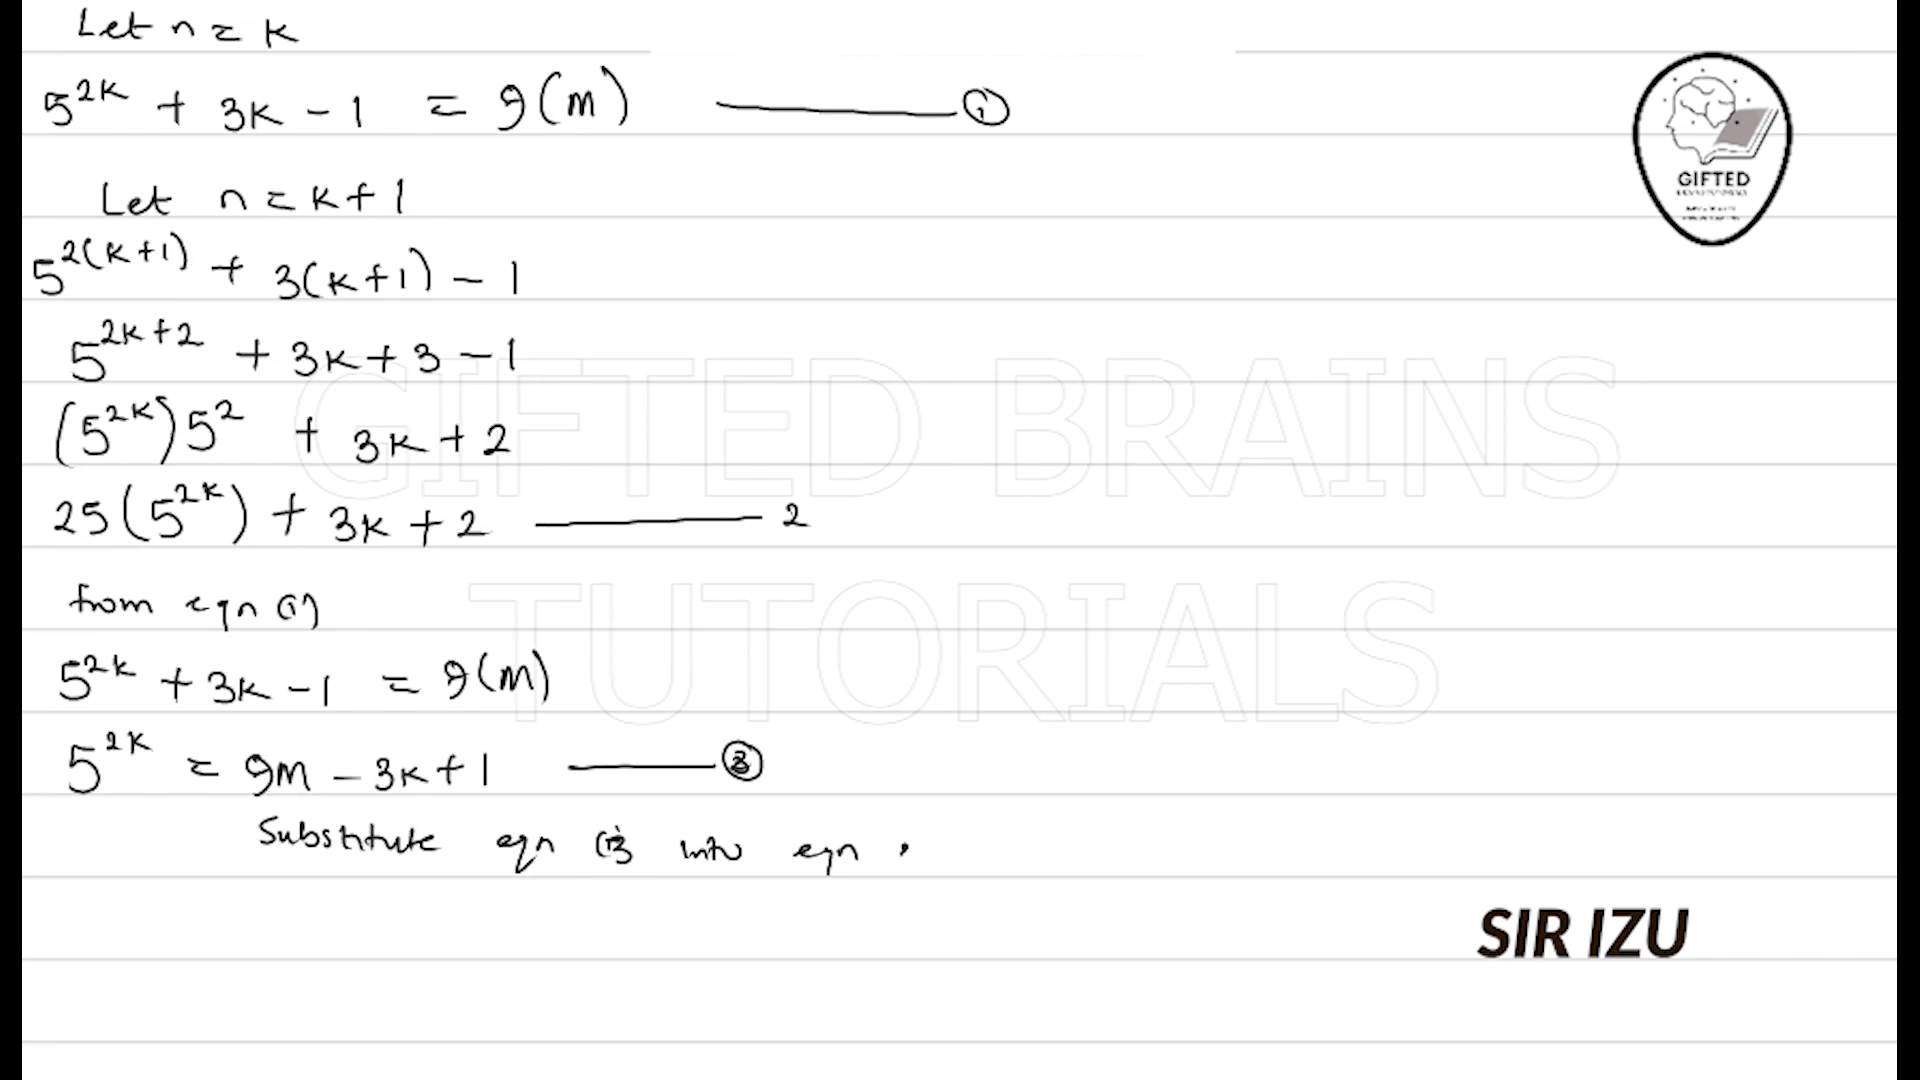 Let n = k
5^{2k} + 3k - 1 = 9(m) ——— ①
GIFTED
Let n = k + 1
5^{2(k+1)} + 3(k+1) - 1
5^{2k+2} + 3k + 3 - 1
(5^{2k})5^2 + 3k + 2
GIFTED BRAINS
25(5^{2k}) + 3k + 2 ——— 2
from eqn (1)
TUTORIALS
5^{2k} + 3k - 1 = 9(m)
5^{2k} = 9m - 3k + 1 ——— ③
Substitute eqn into eqn
SIR IZU